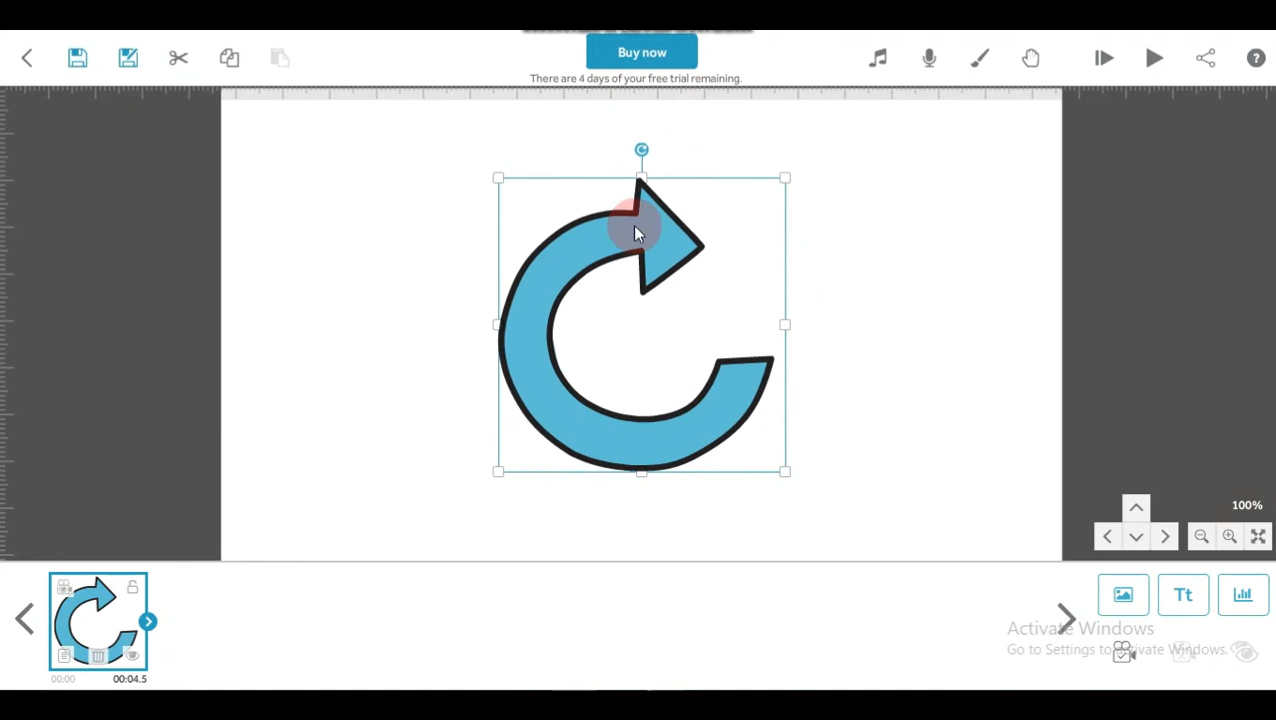 Buy now
There are 4 days of your free trial remaining.
100%
Tt
Activate Windows
Go to Settings to activate Windows.
00:00
00:04.5